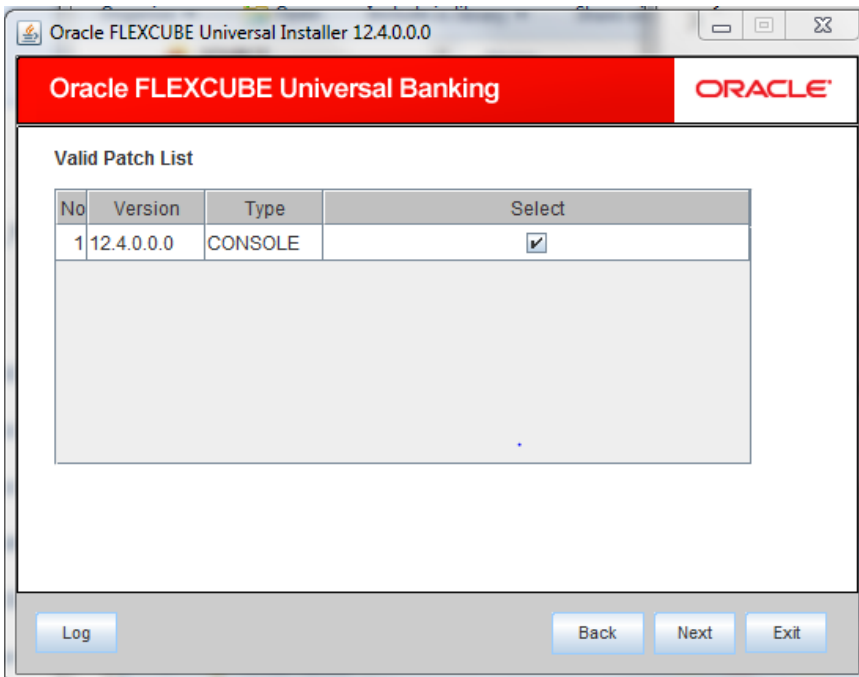 Oracle FLEXCUBE Universal Installer 12.4.0.0.0
Oracle FLEXCUBE Universal Banking
ORACLE
Valid Patch List
No Version Type Select
1 12.4.0.0.0 CONSOLE
Log Back Next Exit